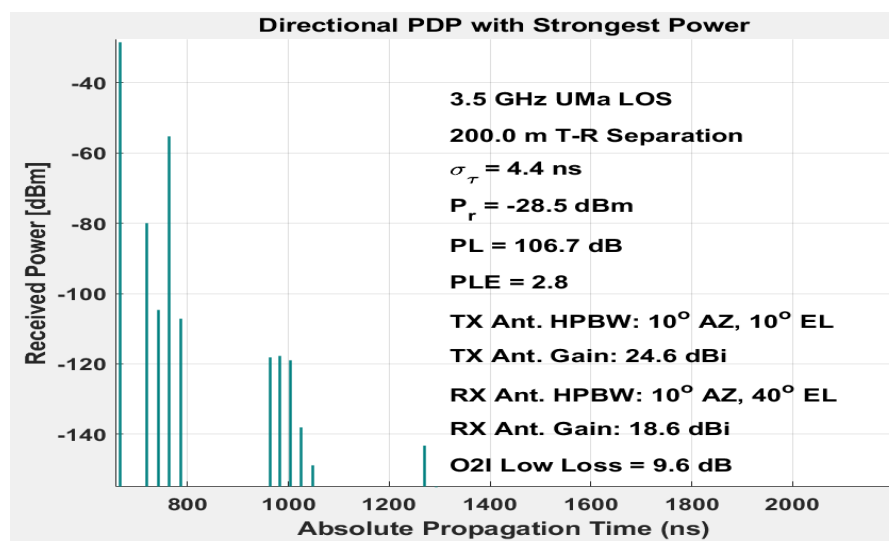 Directional PDP with Strongest Power
Received Power [dBm]
-40
-60
-80
-100
-120
-140
3.5 GHz UMa LOS
200.0 m T-R Separation
σ_τ = 4.4 ns
P_r = -28.5 dBm
PL = 106.7 dB
PLE = 2.8
TX Ant. HPBW: 10° AZ, 10° EL
TX Ant. Gain: 24.6 dBi
RX Ant. HPBW: 10° AZ, 40° EL
RX Ant. Gain: 18.6 dBi
O2I Low Loss = 9.6 dB
800 1000 1200 1400 1600 1800 2000
Absolute Propagation Time (ns)